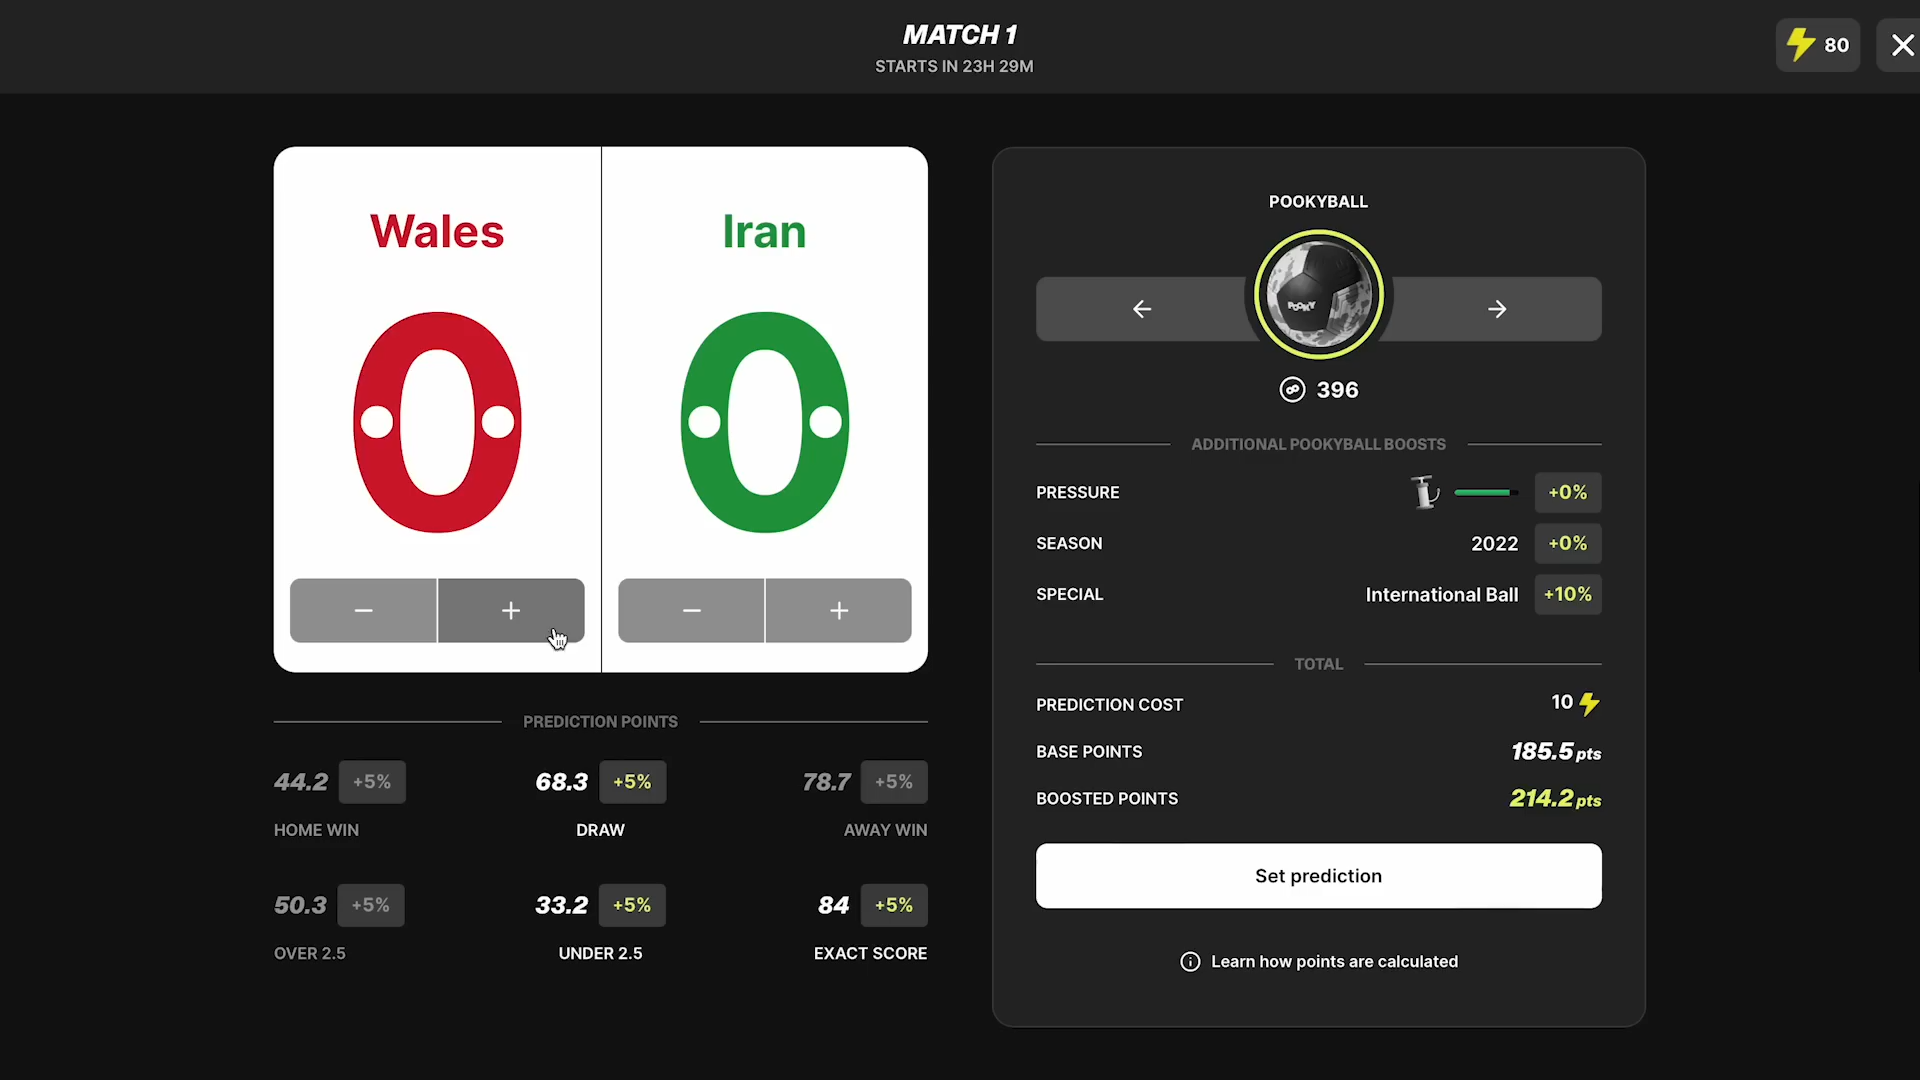 MATCH 1
STARTS IN 23H 29M
80
Wales
Iran
0
0
PREDICTION POINTS
44.2 +5%
HOME WIN
68.3 +5%
DRAW
78.7 +5%
AWAY WIN
50.3 +5%
OVER 2.5
33.2 +5%
UNDER 2.5
84 +5%
EXACT SCORE
POOKYBALL
POOKY
396
ADDITIONAL POOKYBALL BOOSTS
PRESSURE +0%
SEASON 2022 +0%
SPECIAL International Ball +10%
TOTAL
PREDICTION COST 10
BASE POINTS 185.5 pts
BOOSTED POINTS 214.2 pts
Set prediction
Learn how points are calculated